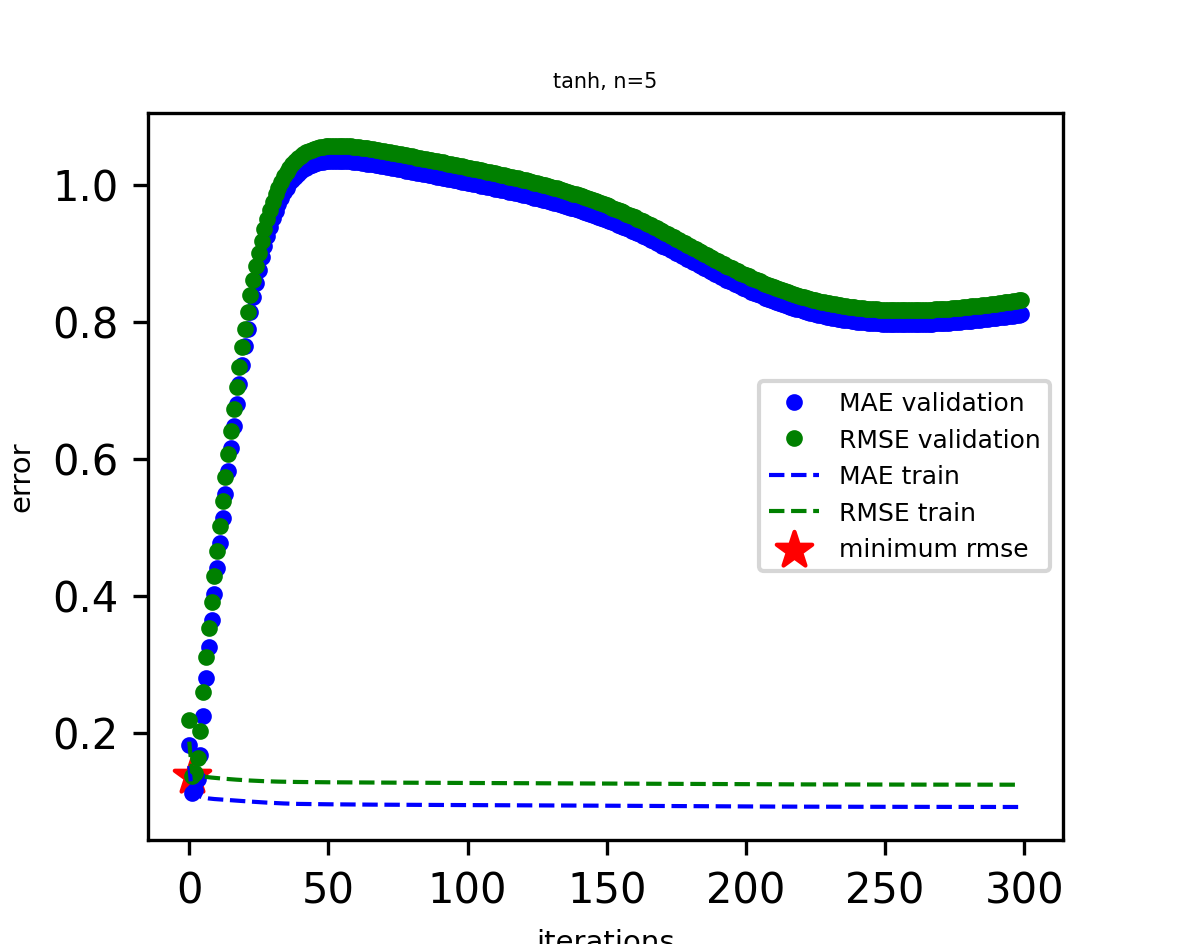 tanh, n=5
error
1.0
0.8
0.6
0.4
0.2
MAE validation
RMSE validation
MAE train
RMSE train
minimum rmse
0 50 100 150 200 250 300
iterations